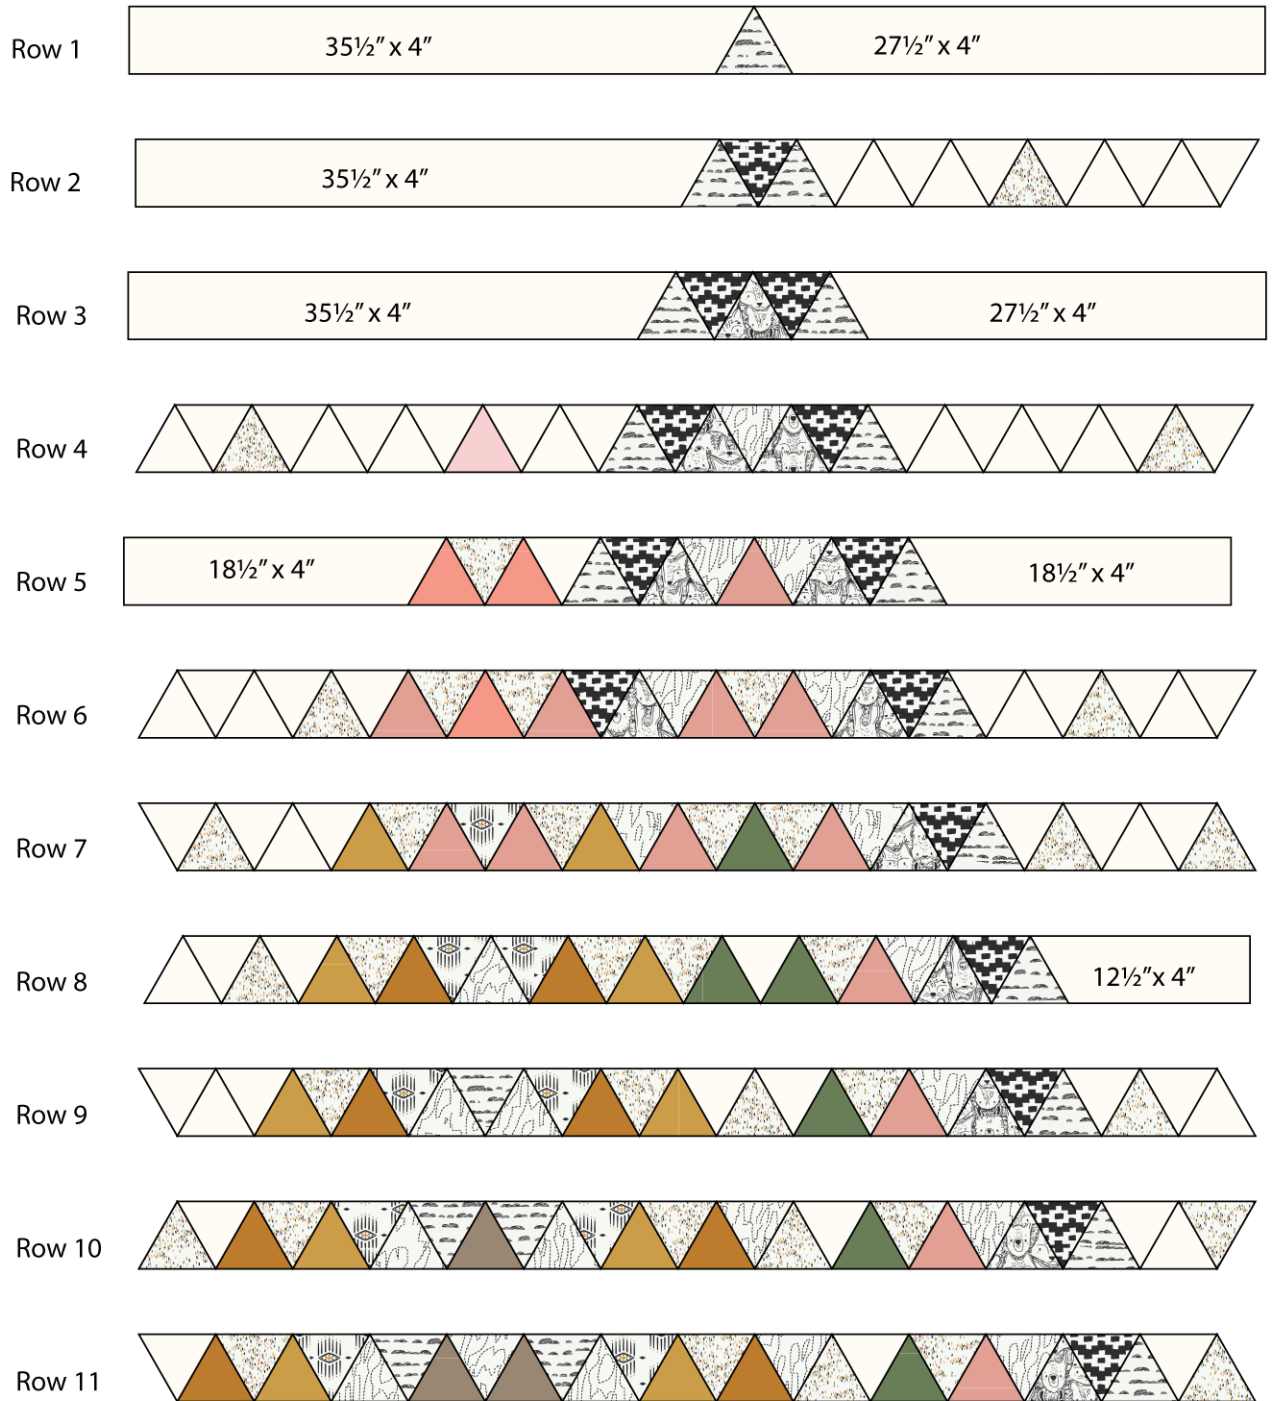 Row 1 35½” x 4” 27½” x 4”
Row 2 35½” x 4”
Row 3 35½” x 4” 27½” x 4”
Row 4
Row 5 18½” x 4” 18½” x 4”
Row 6
Row 7
Row 8 12½”x 4”
Row 9
Row 10
Row 11